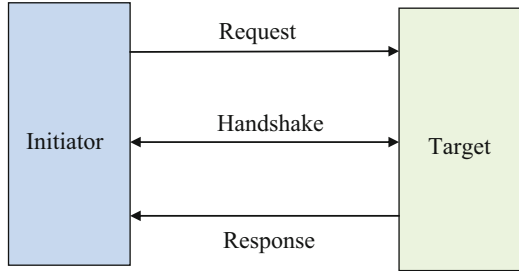 Request
Handshake
Initiator
Target
Response